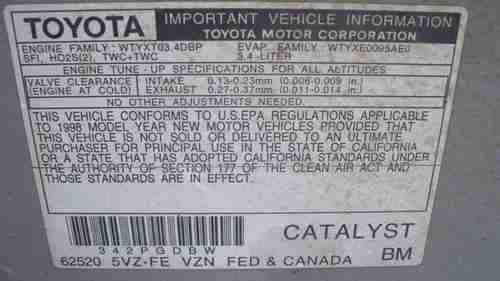 TOYOTA
IMPORTANT VEHICLE INFORMATION
TOYOTA MOTOR CORPORATION
ENGINE FAMILY : WTYXT03.4DBP EVAP. FAMILY : WTYXE0095AE0
SFI, HO2S(2), TWC+TWC 3.4 LITER
ENGINE TUNE-UP SPECIFICATIONS FOR ALL AℓTITUDES
VALVE CLEARANCE INTAKE 0.13-0.23mm (0.006-0.009 in.)
(ENGINE AT COLD) EXHAUST 0.27-0.37mm (0.011-0.014 in.)
NO OTHER ADJUSTMENTS NEEDED.
THIS VEHICLE CONFORMS TO U.S.EPA REGULATIONS APPLICABLE
TO 1998 MODEL YEAR NEW MOTOR VEHICLES PROVIDED THAT
THIS VEHICLE IS NOT SOLD OR DELIVERED TO AN ULTIMATE
PURCHASER FOR PRINCIPAL USE IN THE STATE OF CALIFORNIA
OR A STATE THAT HAS ADOPTED CALIFORNIA STANDARDS UNDER
THE AUTHORITY OF SECTION 177 OF THE CLEAN AIR ACT AND
THOSE STANDARDS ARE IN EFFECT.
342PGDBW
CATALYST
62520 5VZ-FE VZN FED & CANADA BM